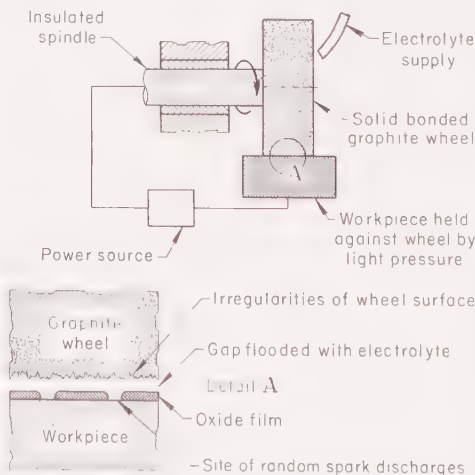 Insulated
spindle
Electrolyte
supply
Solid bonded
graphite wheel
A
Power source
Workpiece held
against wheel by
light pressure
Irregularities of wheel surface
Graphite
wheel
Gap flooded with electrolyte
Detail A
Oxide film
Workpiece
Site of random spark discharges